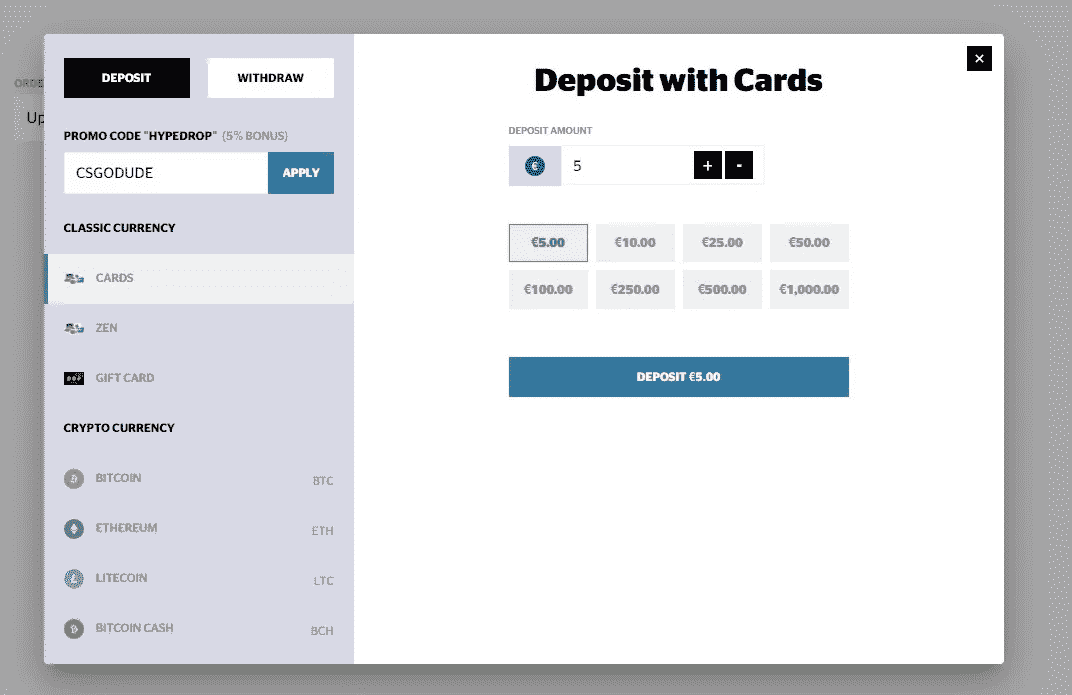 ORDE
Up
DEPOSIT
WITHDRAW
PROMO CODE "HYPEDROP" (5% BONUS)
CSGODUDE
APPLY
CLASSIC CURRENCY
CARDS
ZEN
GIFT CARD
CRYPTO CURRENCY
BITCOIN BTC
ETHEREUM ETH
LITECOIN LTC
BITCOIN CASH BCH
×
Deposit with Cards
DEPOSIT AMOUNT
€ 5 + -
€5.00 €10.00 €25.00 €50.00
€100.00 €250.00 €500.00 €1,000.00
DEPOSIT €5.00